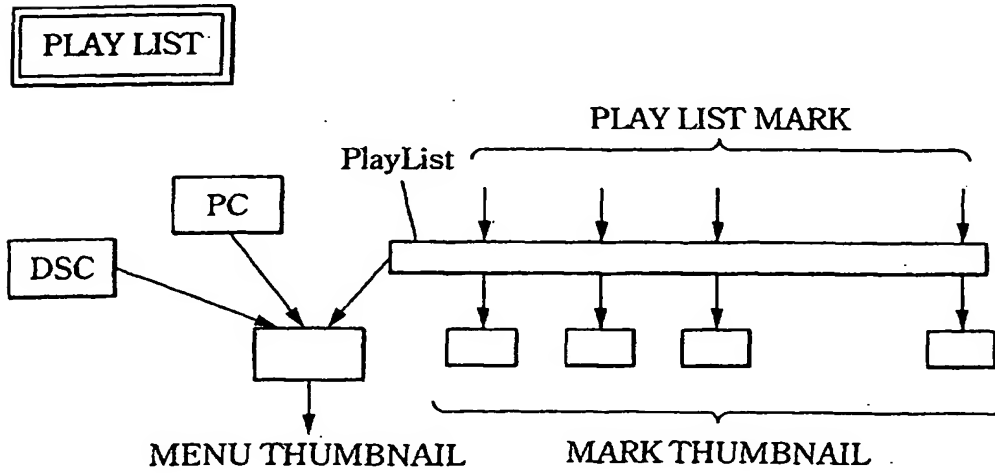 PLAY LIST
PLAY LIST MARK
PlayList
PC
DSC
MENU THUMBNAIL
MARK THUMBNAIL